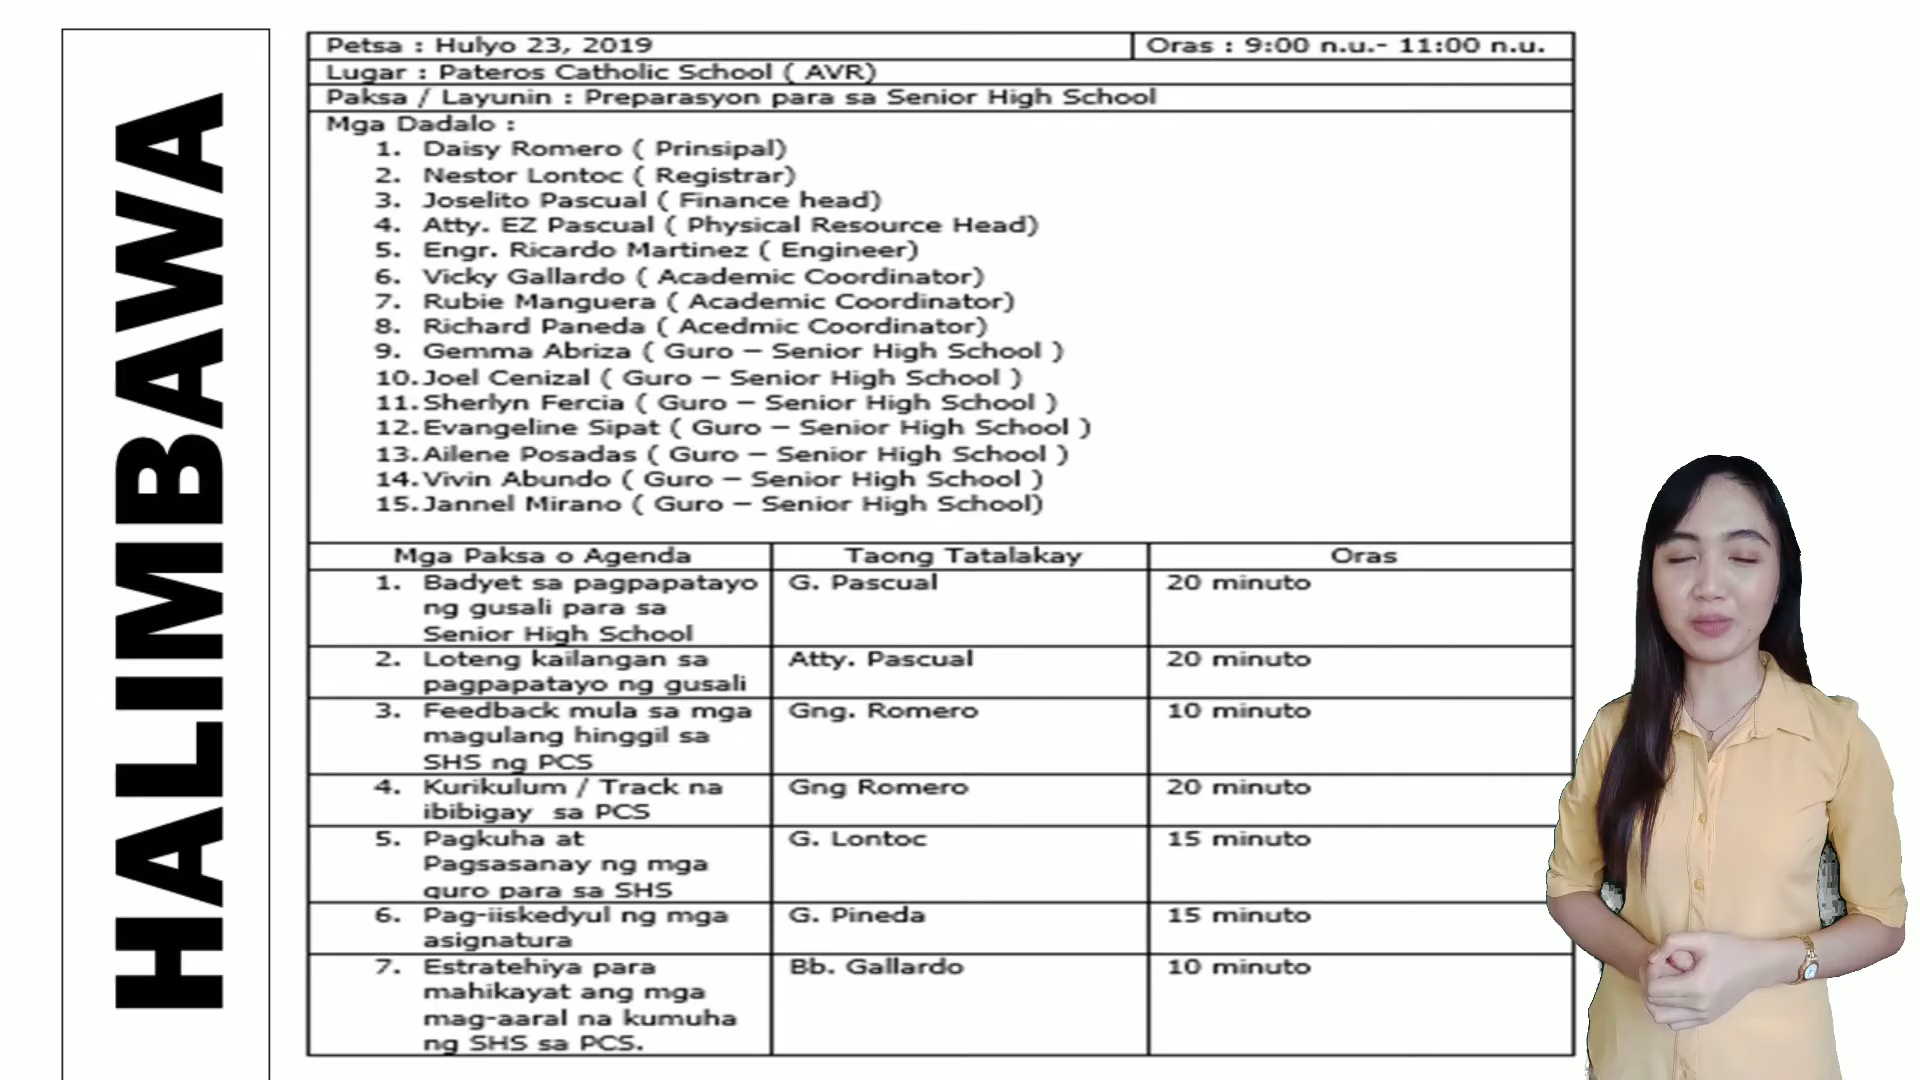 HALIMBAWA
Petsa : Hulyo 23, 2019
Oras : 9:00 n.u.- 11:00 n.u.
Lugar : Pateros Catholic School ( AVR)
Paksa / Layunin : Preparasyon para sa Senior High School
Mga Dadalo :
1. Daisy Romero ( Prinsipal)
2. Nestor Lontoc ( Registrar)
3. Joselito Pascual ( Finance head)
4. Atty. EZ Pascual ( Physical Resource Head)
5. Engr. Ricardo Martinez ( Engineer)
6. Vicky Gallardo ( Academic Coordinator)
7. Rubie Manguera ( Academic Coordinator)
8. Richard Paneda ( Acedmic Coordinator)
9. Gemma Abriza ( Guro – Senior High School )
10. Joel Cenizal ( Guro – Senior High School )
11. Sherlyn Fercia ( Guro – Senior High School )
12. Evangeline Sipat ( Guro – Senior High School )
13. Ailene Posadas ( Guro – Senior High School )
14. Vivin Abundo ( Guro – Senior High School )
15. Jannel Mirano ( Guro – Senior High School)
Mga Paksa o Agenda
Taong Tatalakay
Oras
1. Badyet sa pagpapatayo
ng gusali para sa
Senior High School
G. Pascual
20 minuto
2. Loteng kailangan sa
pagpapatayo ng gusali
Atty. Pascual
20 minuto
3. Feedback mula sa mga
magulang hinggil sa
SHS ng PCS
Gng. Romero
10 minuto
4. Kurikulum / Track na
ibibigay sa PCS
Gng Romero
20 minuto
5. Pagkuha at
Pagsasanay ng mga
guro para sa SHS
G. Lontoc
15 minuto
6. Pag-iiskedyul ng mga
asignatura
G. Pineda
15 minuto
7. Estratehiya para
mahikayat ang mga
mag-aaral na kumuha
ng SHS sa PCS.
Bb. Gallardo
10 minuto